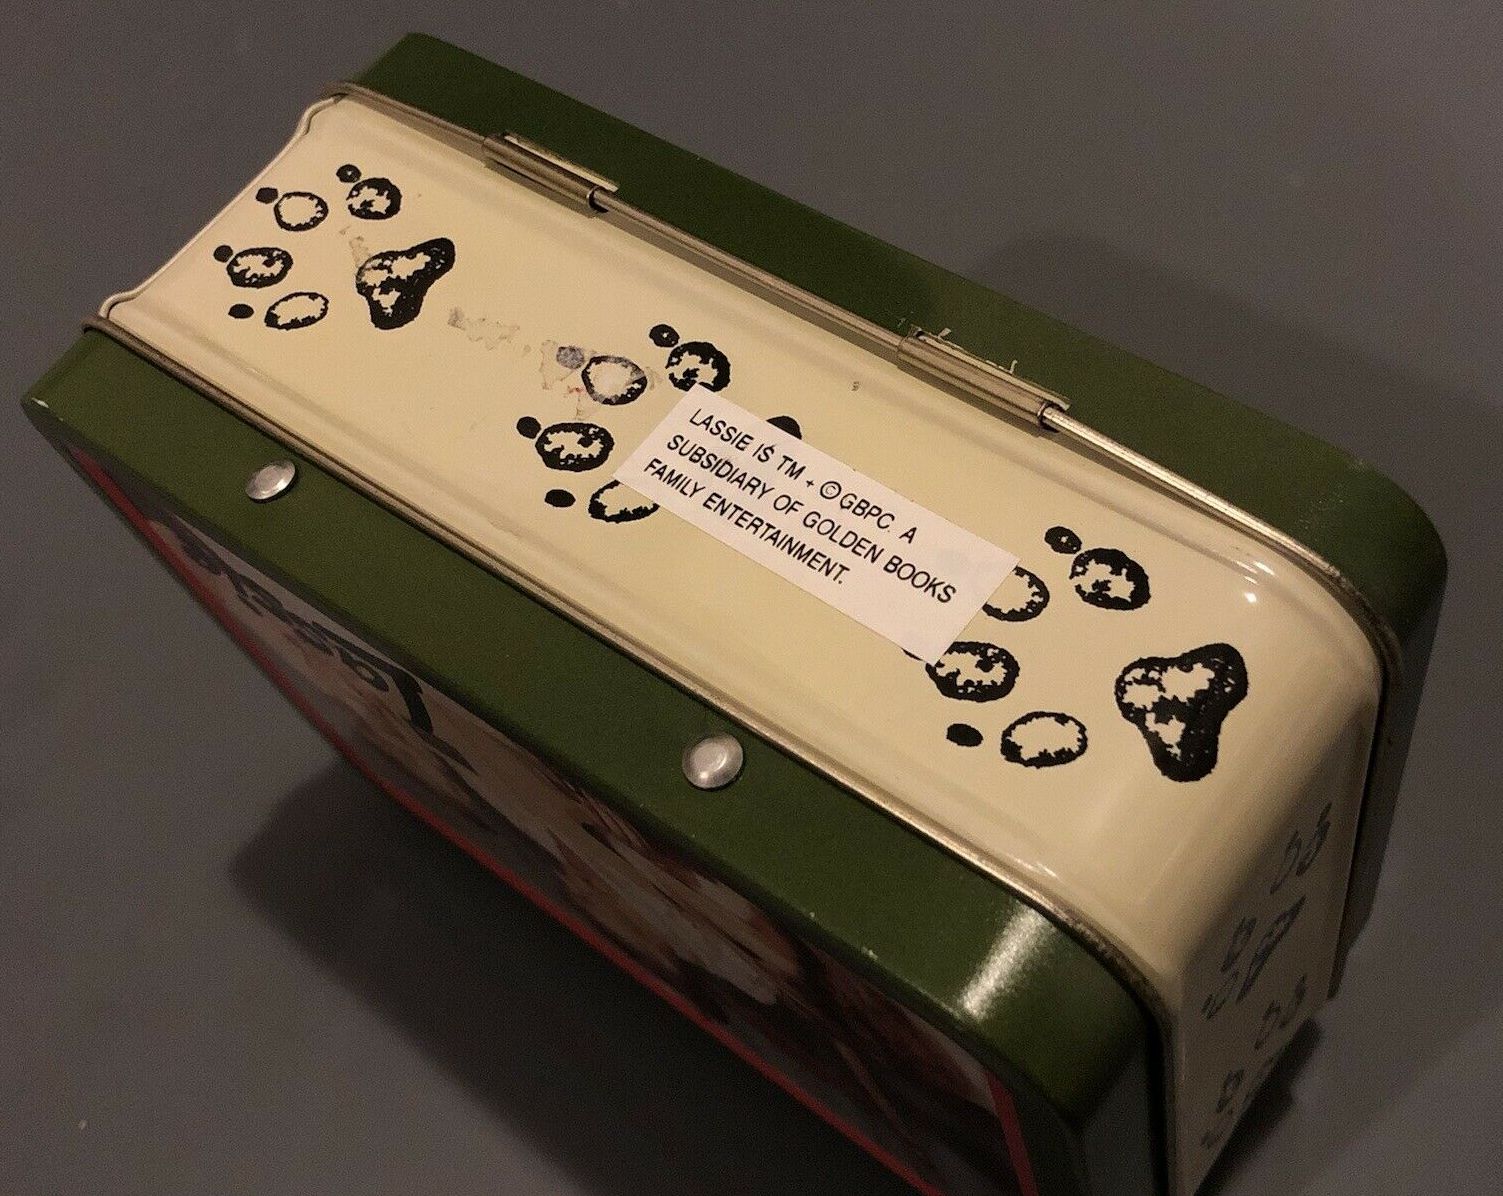 LASSIE IS TM + © GBPC. A
SUBSIDIARY OF GOLDEN BOOKS
FAMILY ENTERTAINMENT.